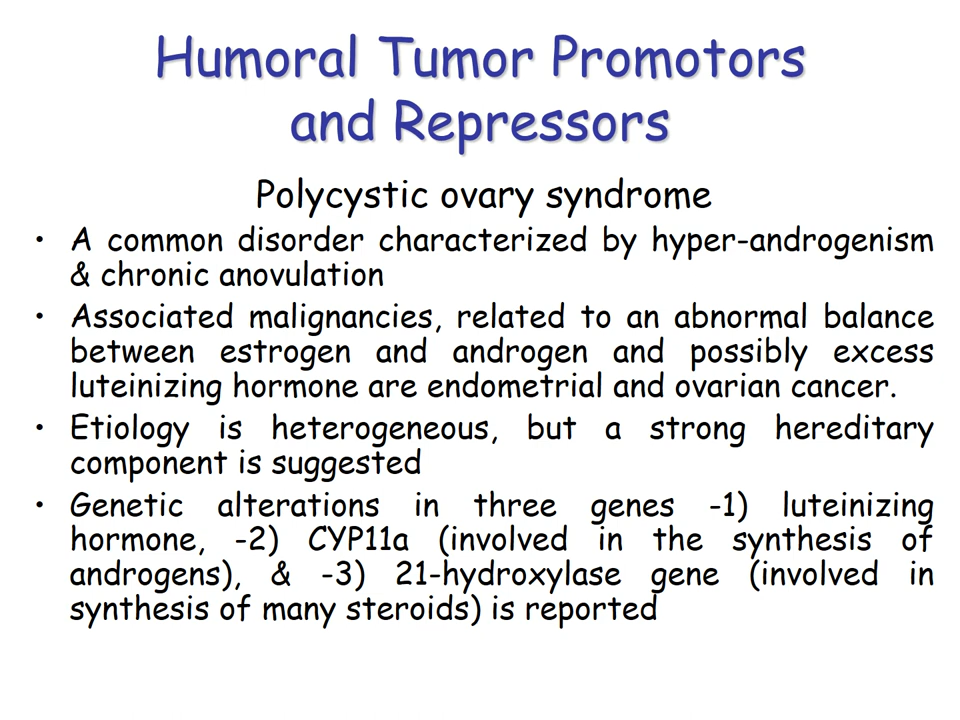 Humoral Tumor Promotors
and Repressors
Polycystic ovary syndrome
• A common disorder characterized by hyper-androgenism
& chronic anovulation
• Associated malignancies, related to an abnormal balance
between estrogen and androgen and possibly excess
luteinizing hormone are endometrial and ovarian cancer.
• Etiology is heterogeneous, but a strong hereditary
component is suggested
• Genetic alterations in three genes -1) luteinizing
hormone, -2) CYP11a (involved in the synthesis of
androgens), & -3) 21-hydroxylase gene (involved in
synthesis of many steroids) is reported